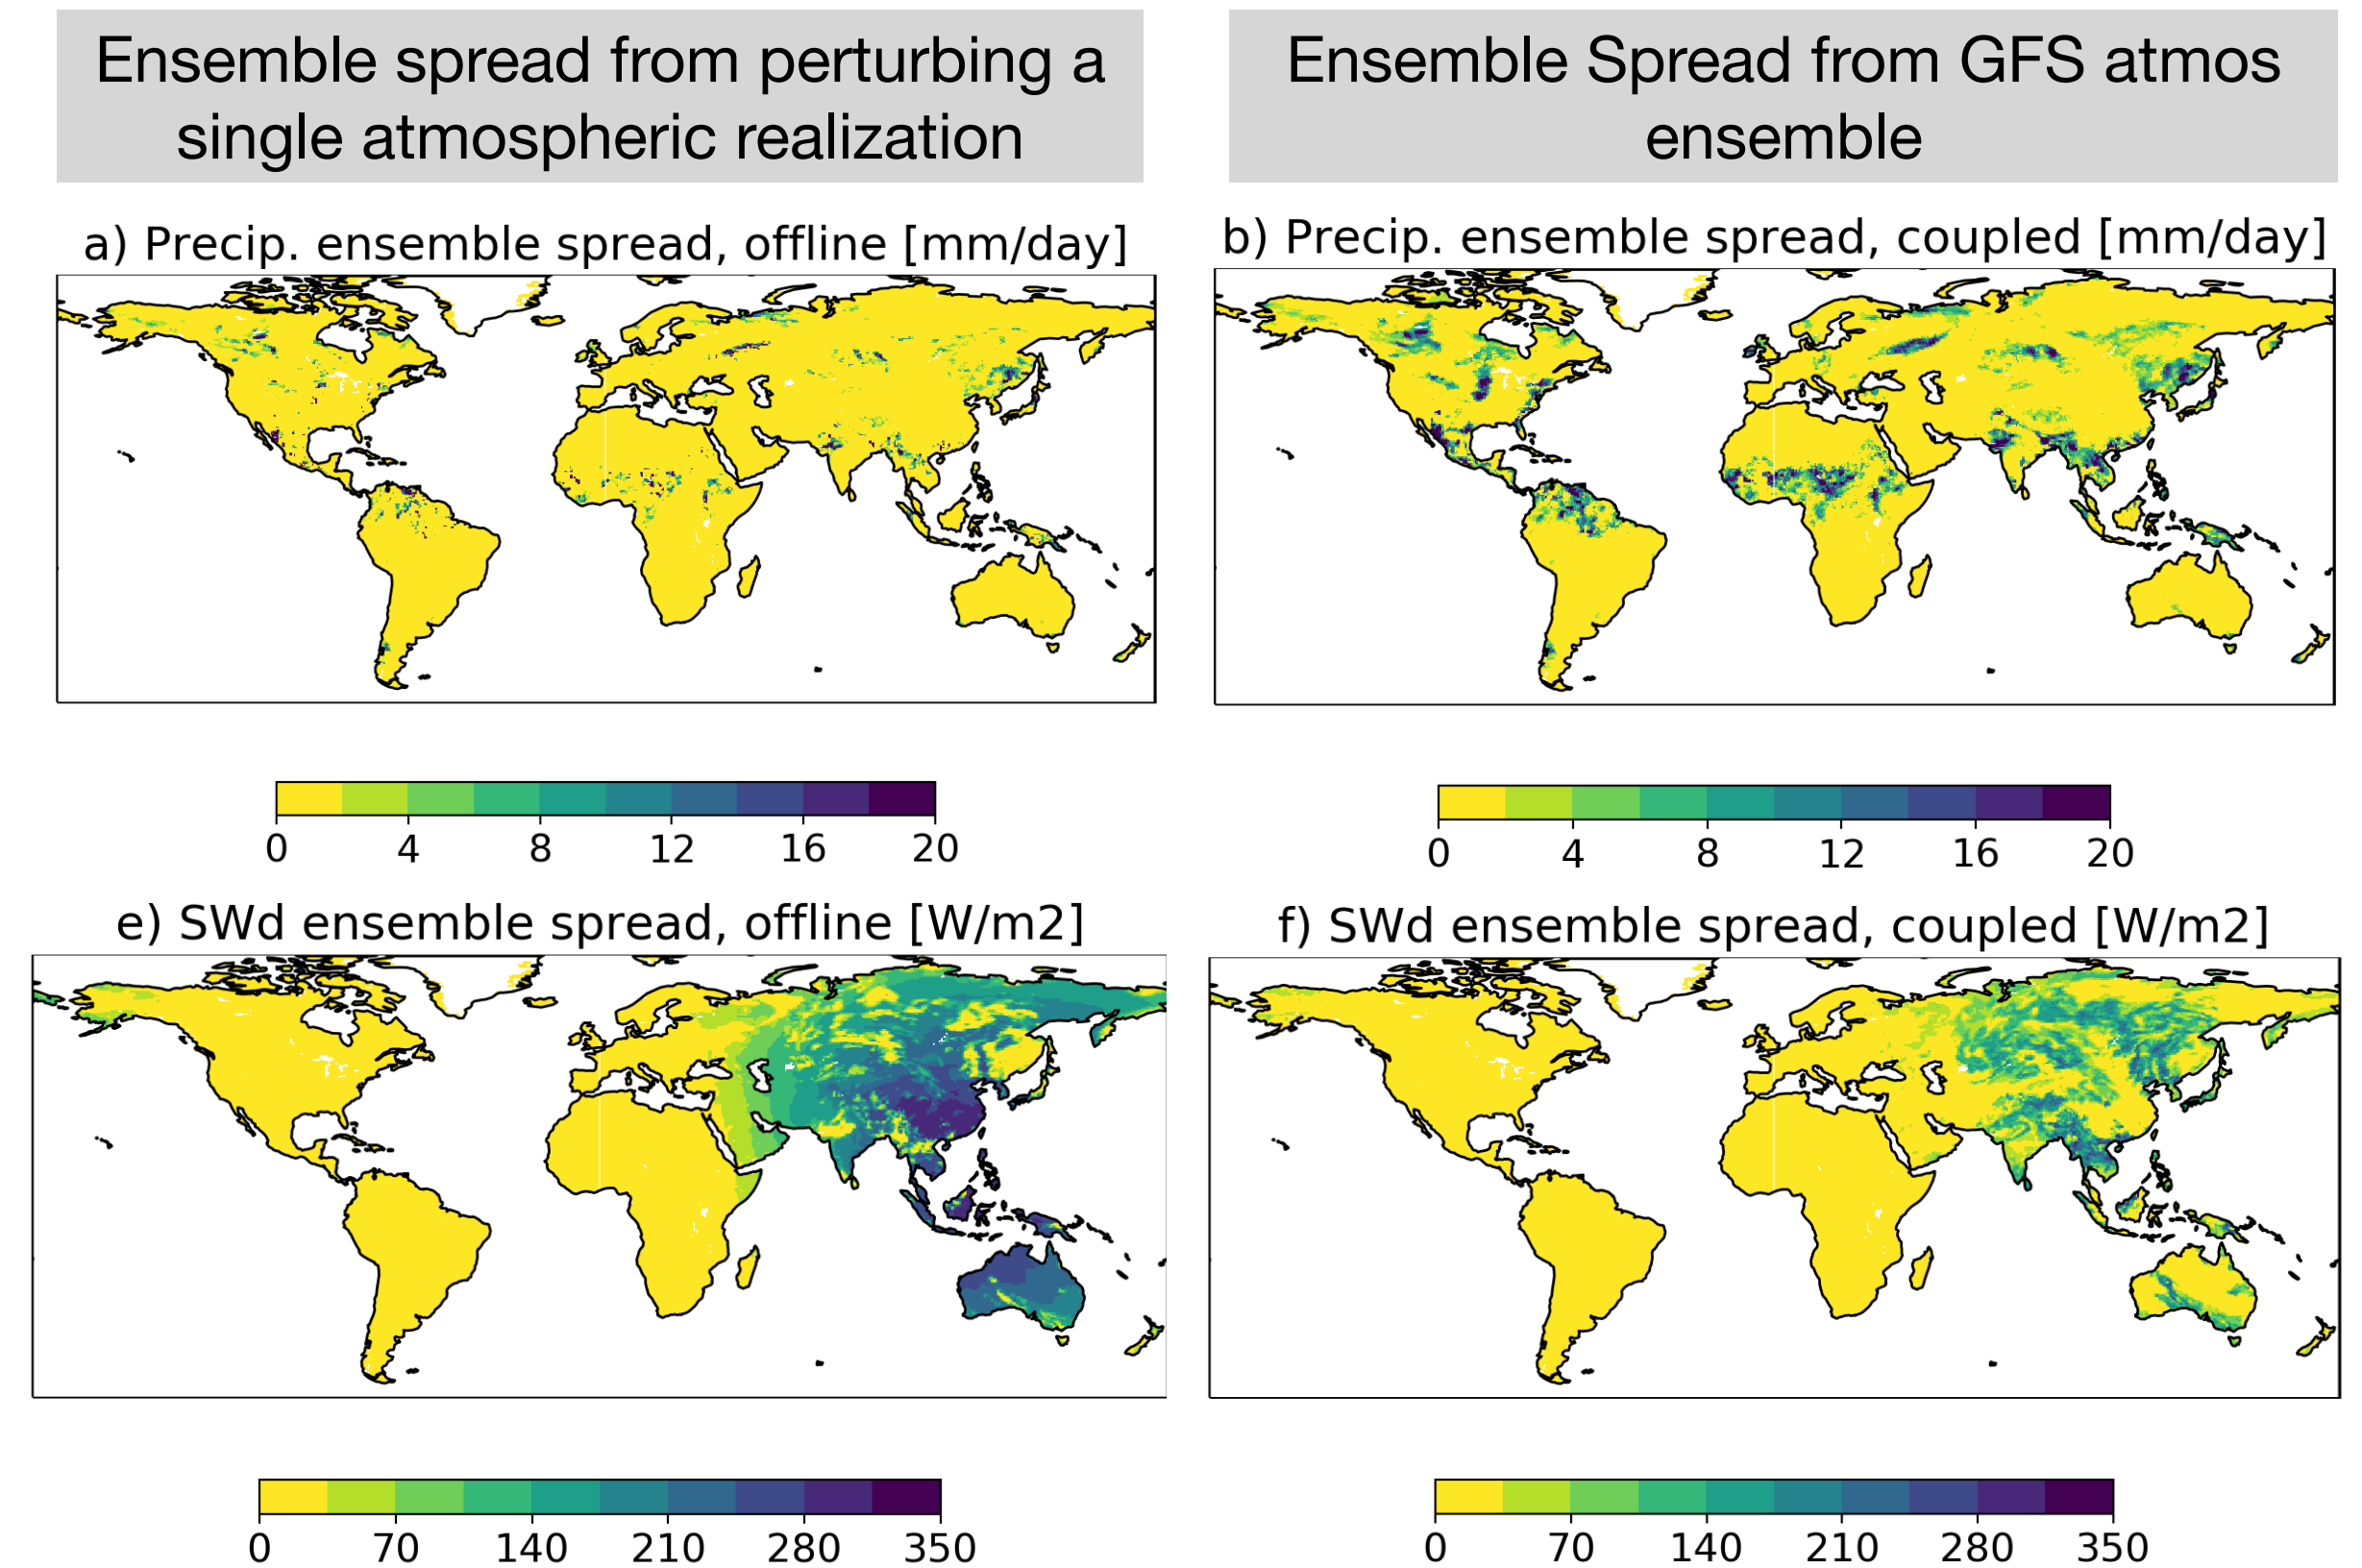 Ensemble spread from perturbing a
single atmospheric realization
Ensemble Spread from GFS atmos
ensemble
a) Precip. ensemble spread, offline [mm/day]
b) Precip. ensemble spread, coupled [mm/day]
0 4 8 12 16 20
0 4 8 12 16 20
e) SWd ensemble spread, offline [W/m2]
f) SWd ensemble spread, coupled [W/m2]
0 70 140 210 280 350
0 70 140 210 280 350